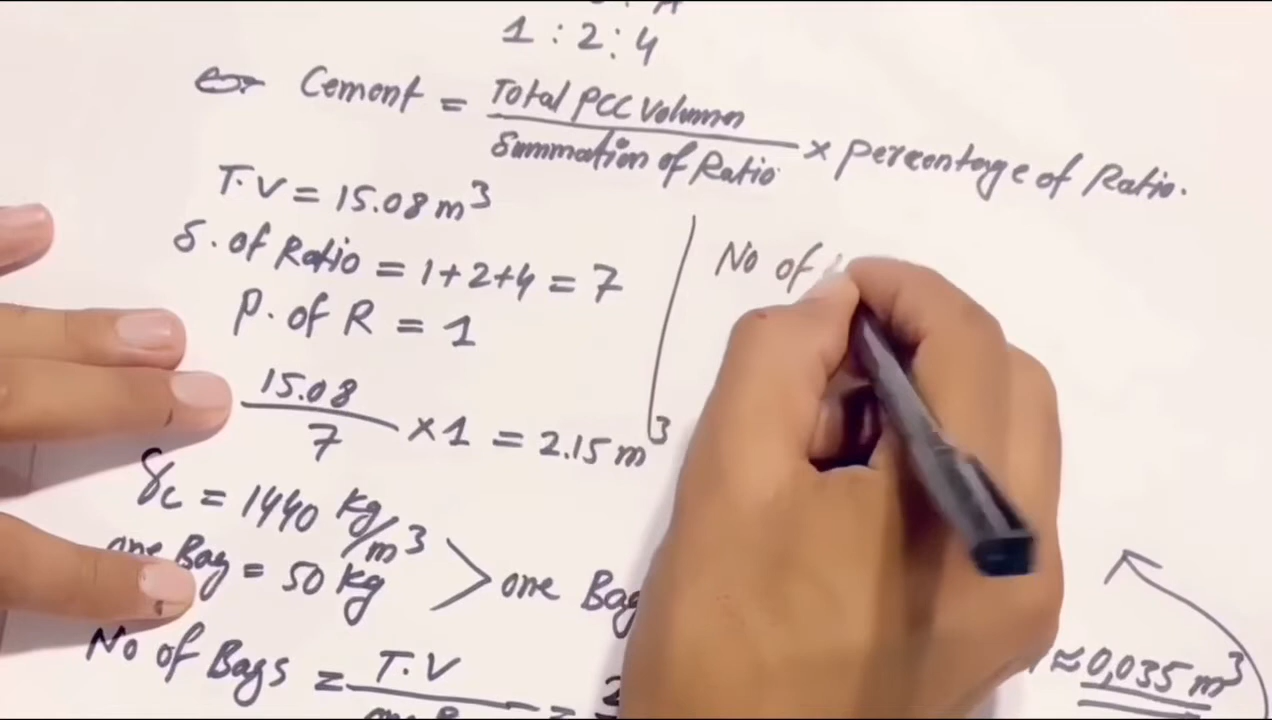 1 : 2 : 4
Cement = Total PCC Volumen / Summation of Ratio × percentage of Ratio.
T.V = 15.08 m³
S. of Ratio = 1+2+4 = 7
P. of R = 1
15.08 / 7 × 1 = 2.15 m³
γc = 1440 kg/m³
one Bag = 50 kg
one Bag
≈ 0,035 m³
No of Bags = T.V
No of